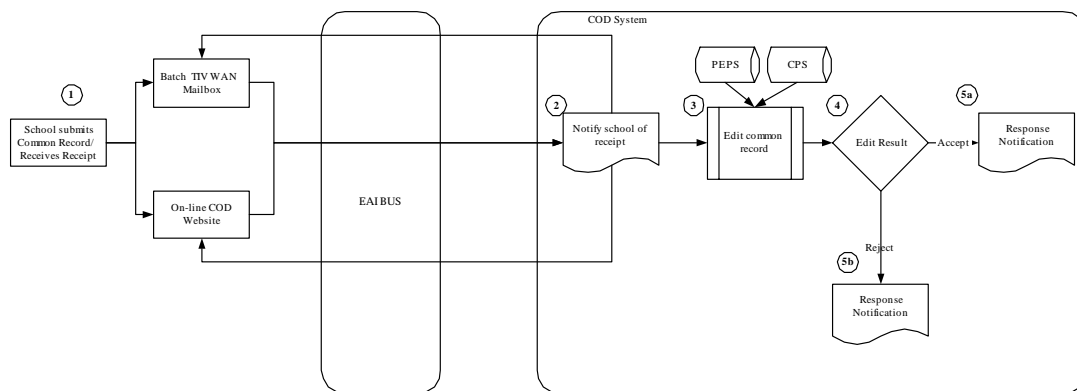 COD System
1
School submits
Common Record/
Receives Receipt
Batch TIV WAN
Mailbox
On-line COD
Website
EAI BUS
2
Notify school of
receipt
PEPS
CPS
3
Edit common
record
4
Edit Result
Accept
5a
Response
Notification
Reject
5b
Response
Notification